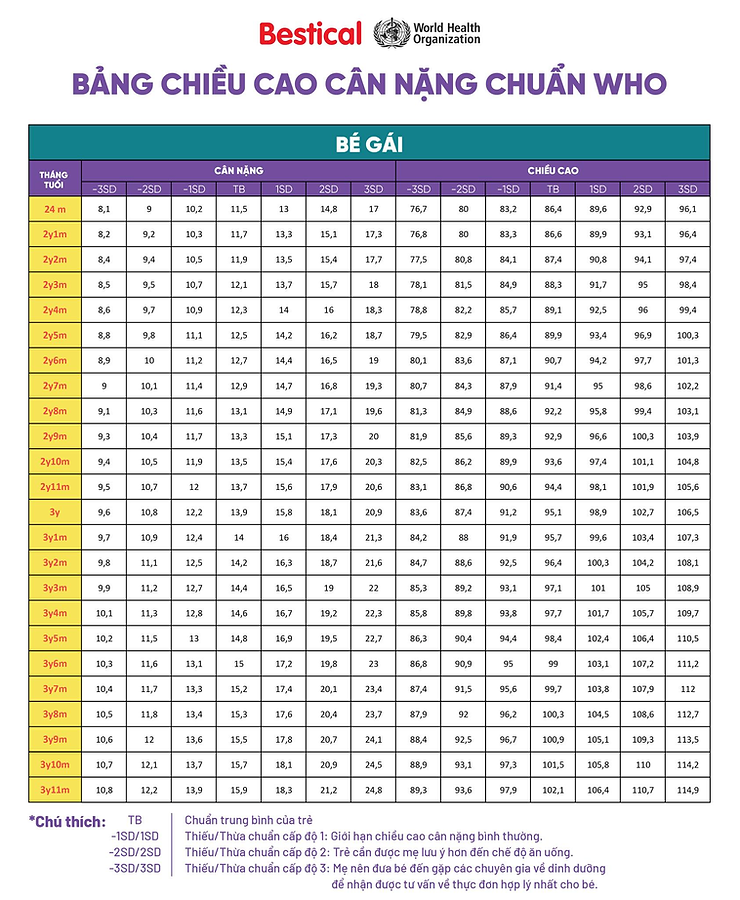 Bestical World Health Organization
BẢNG CHIỀU CAO CÂN NẶNG CHUẨN WHO
BÉ GÁI
THÁNG TUỔI CÂN NẶNG CHIỀU CAO
-3SD -2SD -1SD TB 1SD 2SD 3SD -3SD -2SD -1SD TB 1SD 2SD 3SD
24 m 8,1 9 10,2 11,5 13 14,8 17 76,7 80 83,2 86,4 89,6 92,9 96,1
2y1m 8,2 9,2 10,3 11,7 13,3 15,1 17,3 76,8 80 83,3 86,6 89,9 93,1 96,4
2y2m 8,4 9,4 10,5 11,9 13,5 15,4 17,7 77,5 80,8 84,1 87,4 90,8 94,1 97,4
2y3m 8,5 9,5 10,7 12,1 13,7 15,7 18 78,1 81,5 84,9 88,3 91,7 95 98,4
2y4m 8,6 9,7 10,9 12,3 14 16 18,3 78,8 82,2 85,7 89,1 92,5 96 99,4
2y5m 8,8 9,8 11,1 12,5 14,2 16,2 18,7 79,5 82,9 86,4 89,9 93,4 96,9 100,3
2y6m 8,9 10 11,2 12,7 14,4 16,5 19 80,1 83,6 87,1 90,7 94,2 97,7 101,3
2y7m 9 10,1 11,4 12,9 14,7 16,8 19,3 80,7 84,3 87,9 91,4 95 98,6 102,2
2y8m 9,1 10,3 11,6 13,1 14,9 17,1 19,6 81,3 84,9 88,6 92,2 95,8 99,4 103,1
2y9m 9,3 10,4 11,7 13,3 15,1 17,3 20 81,9 85,6 89,3 92,9 96,6 100,3 103,9
2y10m 9,4 10,5 11,9 13,5 15,4 17,6 20,3 82,5 86,2 89,9 93,6 97,4 101,1 104,8
2y11m 9,5 10,7 12 13,7 15,6 17,9 20,6 83,1 86,8 90,6 94,4 98,1 101,9 105,6
3y 9,6 10,8 12,2 13,9 15,8 18,1 20,9 83,6 87,4 91,2 95,1 98,9 102,7 106,5
3y1m 9,7 10,9 12,4 14 16 18,4 21,3 84,2 88 91,9 95,7 99,6 103,4 107,3
3y2m 9,8 11,1 12,5 14,2 16,3 18,7 21,6 84,7 88,6 92,5 96,4 100,3 104,2 108,1
3y3m 9,9 11,2 12,7 14,4 16,5 19 22 85,3 89,2 93,1 97,1 101 105 108,9
3y4m 10,1 11,3 12,8 14,6 16,7 19,2 22,3 85,8 89,8 93,8 97,7 101,7 105,7 109,7
3y5m 10,2 11,5 13 14,8 16,9 19,5 22,7 86,3 90,4 94,4 98,4 102,4 106,4 110,5
3y6m 10,3 11,6 13,1 15 17,2 19,8 23 86,8 90,9 95 99 103,1 107,2 111,2
3y7m 10,4 11,7 13,3 15,2 17,4 20,1 23,4 87,4 91,5 95,6 99,7 103,8 107,9 112
3y8m 10,5 11,8 13,4 15,3 17,6 20,4 23,7 87,9 92 96,2 100,3 104,5 108,6 112,7
3y9m 10,6 12 13,6 15,5 17,8 20,7 24,1 88,4 92,5 96,7 100,9 105,1 109,3 113,5
3y10m 10,7 12,1 13,7 15,7 18,1 20,9 24,5 88,9 93,1 97,3 101,5 105,8 110 114,2
3y11m 10,8 12,2 13,9 15,9 18,3 21,2 24,8 89,3 93,6 97,9 102,1 106,4 110,7 114,9
*Chú thích: TB Chuẩn trung bình của trẻ
-1SD/1SD Thiếu/Thừa chuẩn cấp độ 1: Giới hạn chiều cao cân nặng bình thường.
-2SD/2SD Thiếu/Thừa chuẩn cấp độ 2: Trẻ cần được mẹ lưu ý hơn đến chế độ ăn uống.
-3SD/3SD Thiếu/Thừa chuẩn cấp độ 3: Mẹ nên đưa bé đến gặp các chuyên gia về dinh dưỡng
để nhận được tư vấn về thực đơn hợp lý nhất cho bé.